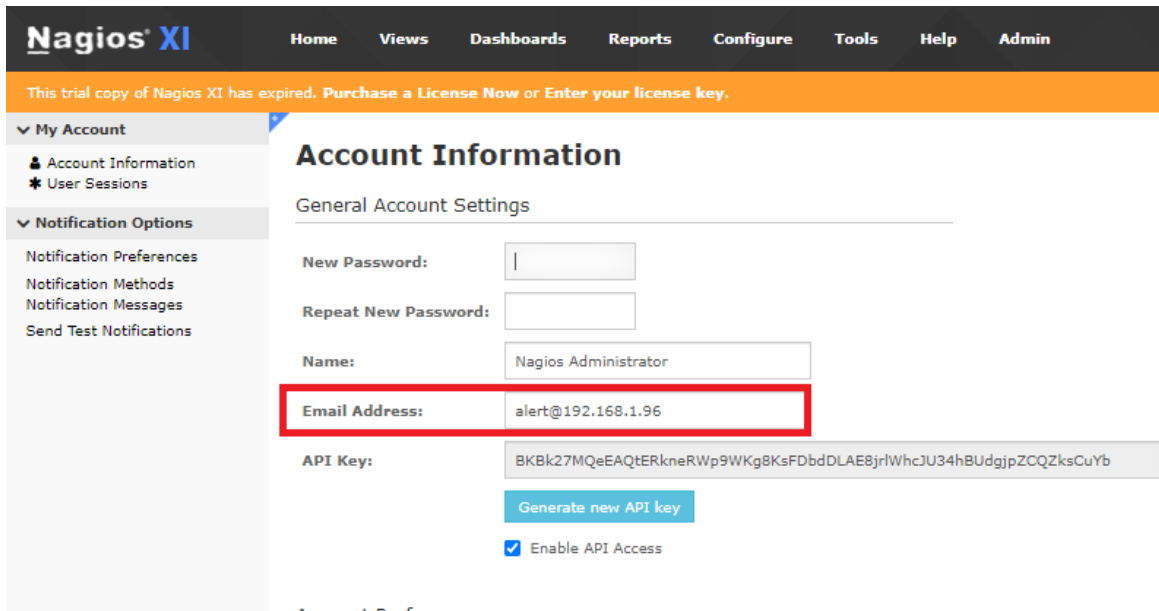 Nagios® XI Home Views Dashboards Reports Configure Tools Help Admin
This trial copy of Nagios XI has expired. Purchase a License Now or Enter your license key.
My Account
Account Information
User Sessions
Notification Options
Notification Preferences
Notification Methods
Notification Messages
Send Test Notifications
Account Information
General Account Settings
New Password:
Repeat New Password:
Name: Nagios Administrator
Email Address: alert@192.168.1.96
API Key: BKBk27MQeEAQtERkneRWp9WKg8KsFDbdDLAE8jrlWhcJU34hBUdgjpZCQZksCuYb
Generate new API key
Enable API Access